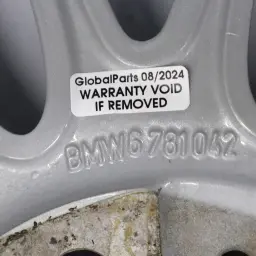 GlobalParts 08/2024
WARRANTY VOID
IF REMOVED
BMW6781042